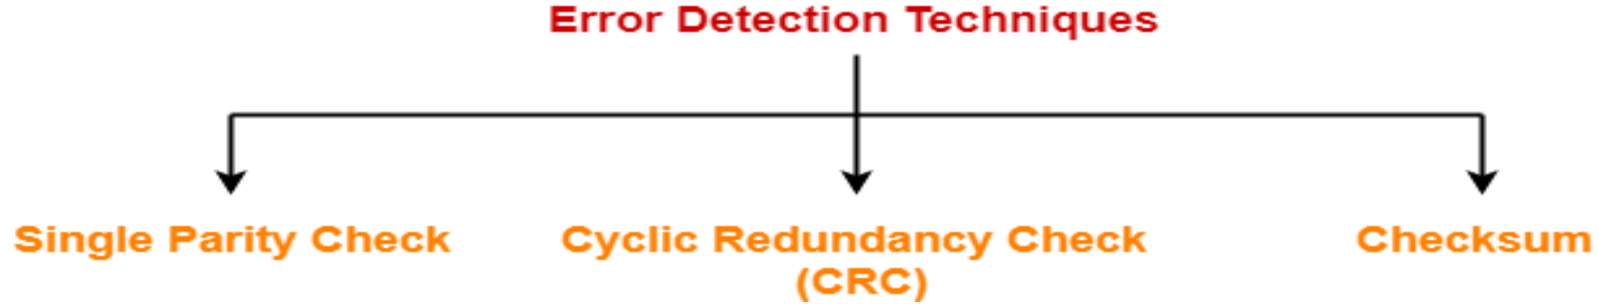 Error Detection Techniques
Single Parity Check
Cyclic Redundancy Check
(CRC)
Checksum